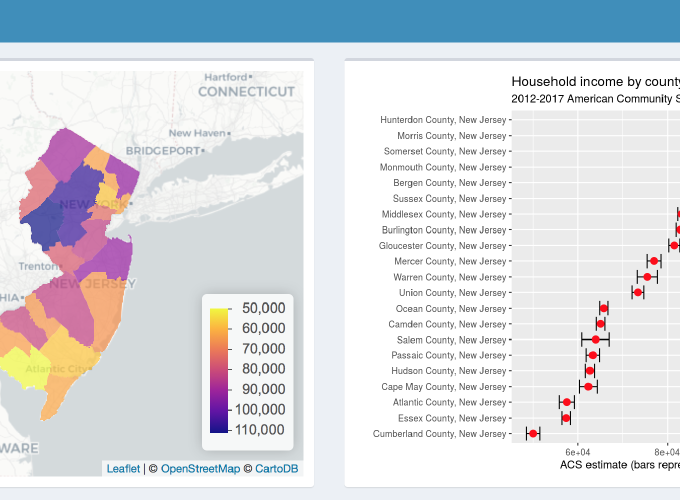 Hartford
CONNECTICUT
New Haven
BRIDGEPORT
NEW YORK
Trenton
NEW JERSEY
HIA
Atlantic City
WARE
50,000
60,000
70,000
80,000
90,000
100,000
110,000
Leaflet | © OpenStreetMap © CartoDB
Household income by county
2012-2017 American Community S
Hunterdon County, New Jersey
Morris County, New Jersey
Somerset County, New Jersey
Monmouth County, New Jersey
Bergen County, New Jersey
Sussex County, New Jersey
Middlesex County, New Jersey
Burlington County, New Jersey
Gloucester County, New Jersey
Mercer County, New Jersey
Warren County, New Jersey
Union County, New Jersey
Ocean County, New Jersey
Camden County, New Jersey
Salem County, New Jersey
Passaic County, New Jersey
Hudson County, New Jersey
Cape May County, New Jersey
Atlantic County, New Jersey
Essex County, New Jersey
Cumberland County, New Jersey
6e+04 8e+04
ACS estimate (bars repre